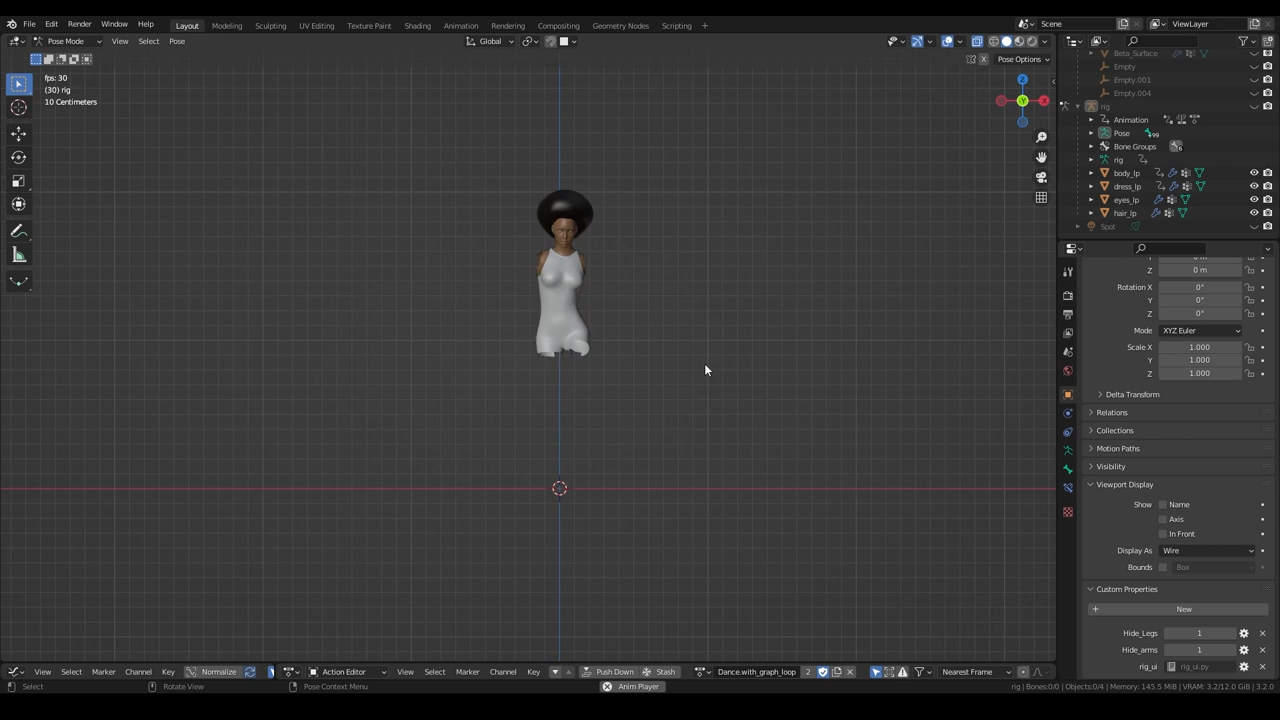 File Edit Render Window Help Layout Modeling Sculpting UV Editing Texture Paint Shading Animation Rendering Compositing Geometry Nodes Scripting + Scene ViewLayer
Pose Mode View Select Pose Global
Pose Options
fps: 30
(30) rig
10 Centimeters
Z
Y
X
Beta_Surface
Empty
Empty.001
Empty.004
rig
Animation
Pose 99
Bone Groups 6
rig
body_lp
dress_lp
eyes_lp
hair_lp
Spot
Z 0 m
Rotation X 0°
Y 0°
Z 0°
Mode XYZ Euler
Scale X 1.000
Y 1.000
Z 1.000
Delta Transform
Relations
Collections
Motion Paths
Visibility
Viewport Display
Show Name
Axis
In Front
Display As Wire
Bounds Box
Custom Properties
+ New
Hide_Legs 1
Hide_arms 1
rig_ui rig_ui.py
View Select Marker Channel Key Normalize Action Editor View Select Marker Channel Key Push Down Stash Dance.with_graph_loop 2 Nearest Frame
Select Rotate View Pose Context Menu Anim Player rig | Bones:0/0 | Objects:0/4 | Memory: 145.5 MiB | VRAM: 3.2/12.0 GiB | 3.2.0